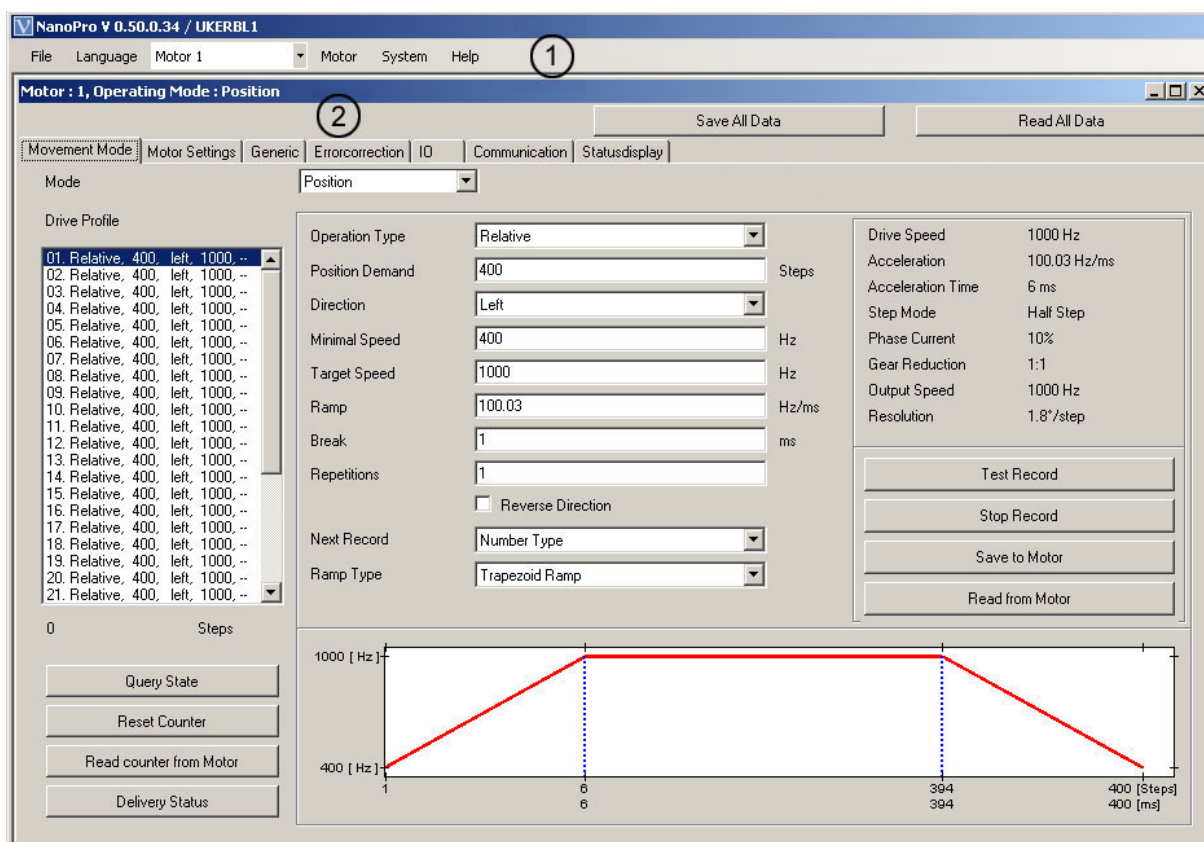 NanoPro V 0.50.0.34 / UKERBL1
File Language Motor 1 Motor System Help 1
Motor : 1, Operating Mode : Position
2
Save All Data Read All Data
Movement Mode Motor Settings Generic Errorcorrection IO Communication Statusdisplay
Mode Position
Drive Profile
01. Relative, 400, left, 1000, --
02. Relative, 400, left, 1000, --
03. Relative, 400, left, 1000, --
04. Relative, 400, left, 1000, --
05. Relative, 400, left, 1000, --
06. Relative, 400, left, 1000, --
07. Relative, 400, left, 1000, --
08. Relative, 400, left, 1000, --
09. Relative, 400, left, 1000, --
10. Relative, 400, left, 1000, --
11. Relative, 400, left, 1000, --
12. Relative, 400, left, 1000, --
13. Relative, 400, left, 1000, --
14. Relative, 400, left, 1000, --
15. Relative, 400, left, 1000, --
16. Relative, 400, left, 1000, --
17. Relative, 400, left, 1000, --
18. Relative, 400, left, 1000, --
19. Relative, 400, left, 1000, --
20. Relative, 400, left, 1000, --
21. Relative, 400, left, 1000, --
0 Steps
Query State
Reset Counter
Read counter from Motor
Delivery Status
Operation Type Relative
Position Demand 400 Steps
Direction Left
Minimal Speed 400 Hz
Target Speed 1000 Hz
Ramp 100.03 Hz/ms
Break 1 ms
Repetitions 1
Reverse Direction
Next Record Number Type
Ramp Type Trapezoid Ramp
Drive Speed 1000 Hz
Acceleration 100.03 Hz/ms
Acceleration Time 6 ms
Step Mode Half Step
Phase Current 10%
Gear Reduction 1:1
Output Speed 1000 Hz
Resolution 1.8°/step
Test Record
Stop Record
Save to Motor
Read from Motor
1000 [ Hz ]
400 [ Hz ]
1 6 394 400 [Steps]
6 394 400 [ms]